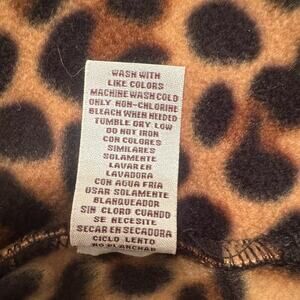 WASH WITH
LIKE COLORS
MACHINE WASH COLD
ONLY NON-CHLORINE
BLEACH WHEN NEEDED
TUMBLE DRY LOW
DO NOT IRON
CON COLORES
SIMILARES
SOLAMENTE
LAVAR EN
LAVADORA
CON AGUA FRIA
USAR SOLAMENTE
BLANQUEADOR
SIN CLORO CUANDO
SE NECESITE
SECAR EN SECADORA
CICLO LENTO
NO PLANCHAR